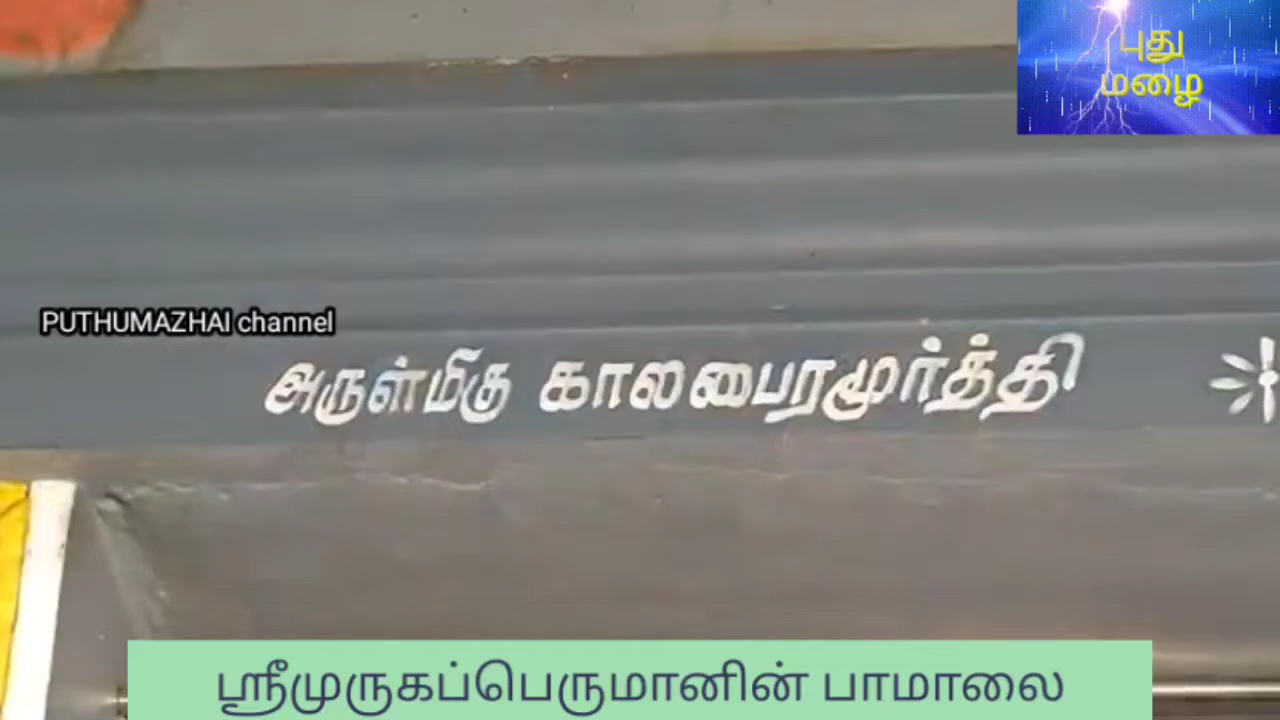 புது
மழை
PUTHUMAZHAI channel
அருள்மிகு காலபைரமூர்த்தி
ஸ்ரீமுருகப்பெருமானின் பாமாலை